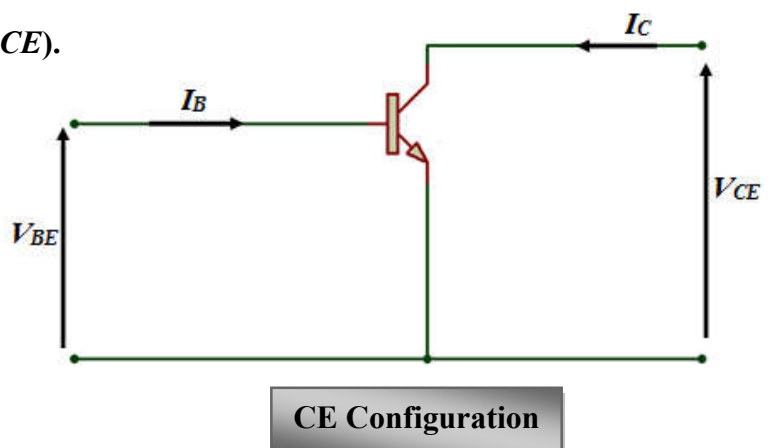 CE).
I_C
I_B
V_BE
V_CE
CE Configuration